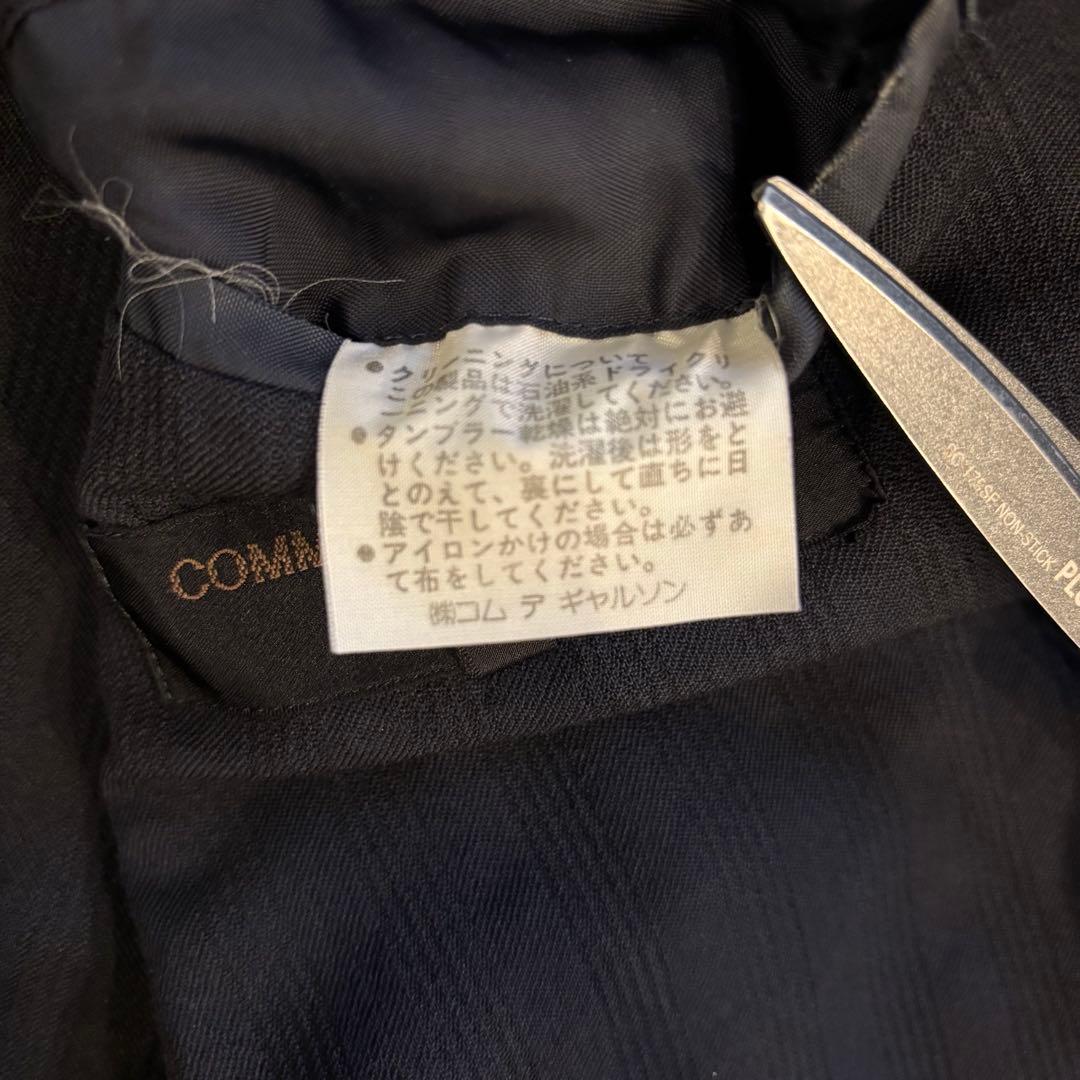 ● クリーニングについて
この製品は、石油系ドライクリ
ーニングで洗濯してください。
● タンブラー乾燥は絶対にお避
けください。洗濯後は形をと
とのえて、裏にして直ちに日
陰で干してください。
● アイロンかけの場合は必ずあ
て布をしてください。
㈱コム デ ギャルソン
COMM
SC-175SF NON-STICK PLU